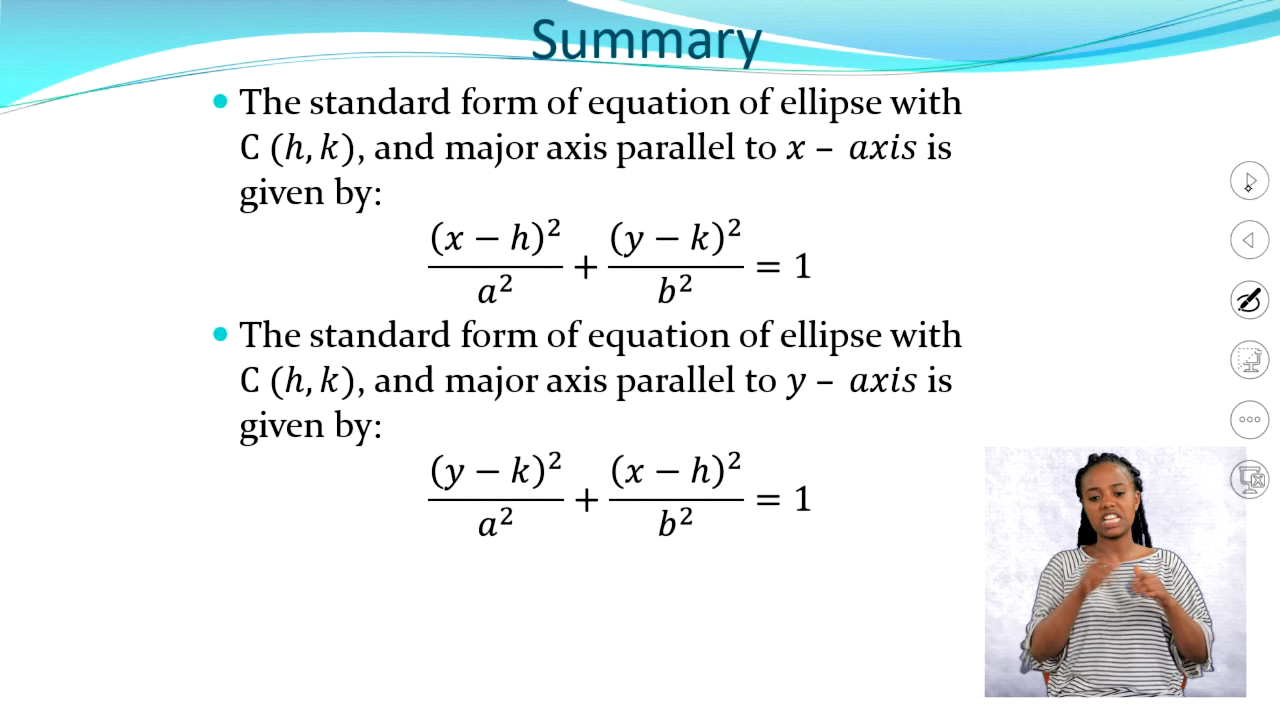 Summary
• The standard form of equation of ellipse with
C (h, k), and major axis parallel to x – axis is
given by:
(x − h)²/a² + (y − k)²/b² = 1
• The standard form of equation of ellipse with
C (h, k), and major axis parallel to y – axis is
given by:
(y − k)²/a² + (x − h)²/b² = 1